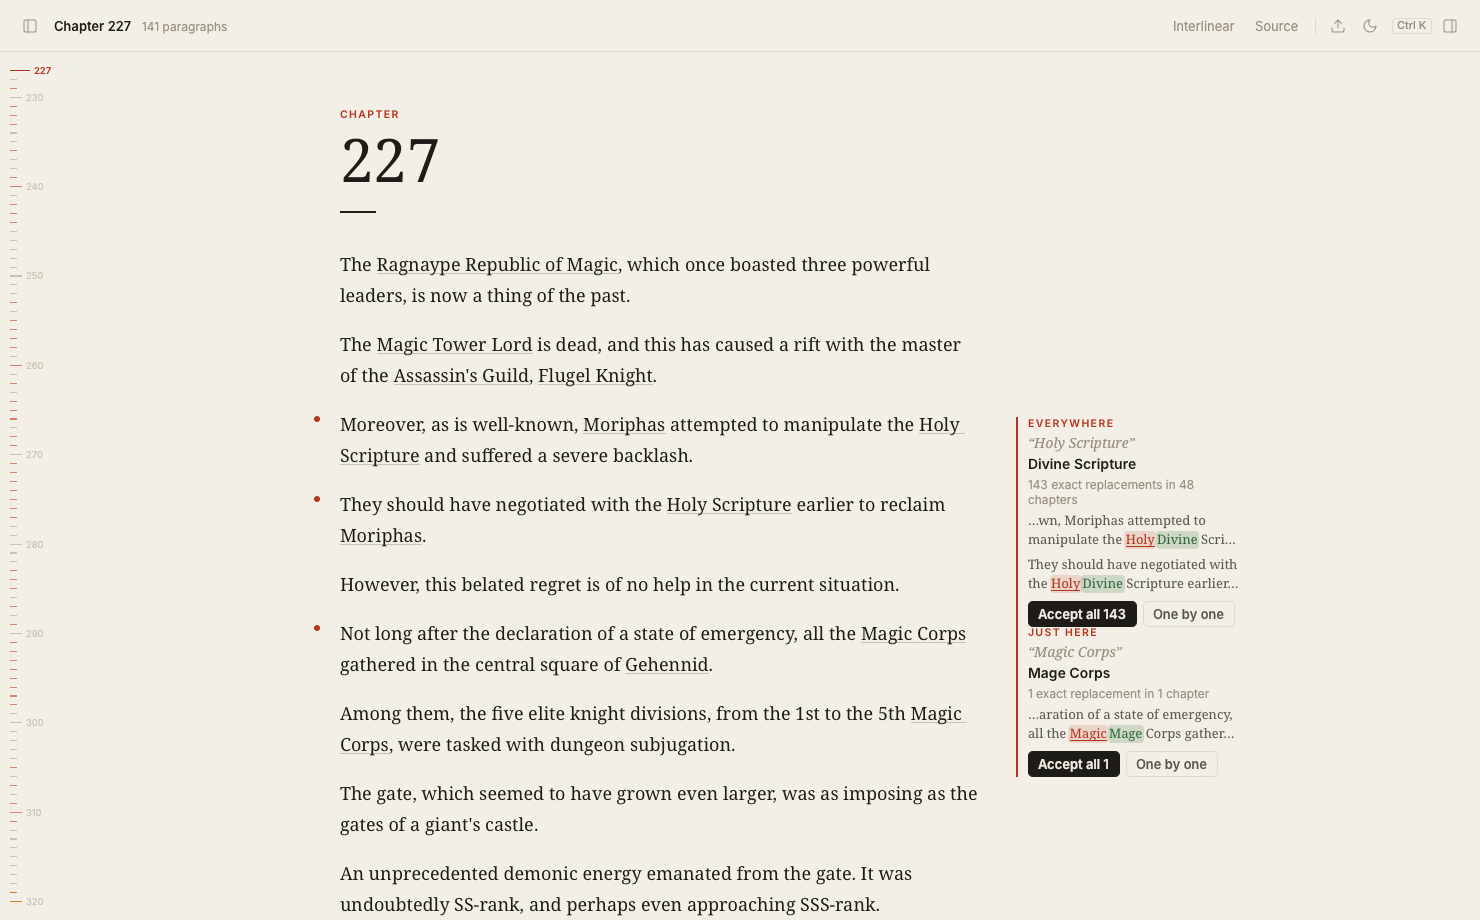 Chapter 227 141 paragraphs
Interlinear Source Ctrl K
227
230
240
250
260
270
280
290
300
310
320
CHAPTER
227
The Ragnaype Republic of Magic, which once boasted three powerful
leaders, is now a thing of the past.
The Magic Tower Lord is dead, and this has caused a rift with the master
of the Assassin's Guild, Flugel Knight.
Moreover, as is well-known, Moriphas attempted to manipulate the Holy
Scripture and suffered a severe backlash.
They should have negotiated with the Holy Scripture earlier to reclaim
Moriphas.
However, this belated regret is of no help in the current situation.
Not long after the declaration of a state of emergency, all the Magic Corps
gathered in the central square of Gehennid.
Among them, the five elite knight divisions, from the 1st to the 5th Magic
Corps, were tasked with dungeon subjugation.
The gate, which seemed to have grown even larger, was as imposing as the
gates of a giant's castle.
An unprecedented demonic energy emanated from the gate. It was
undoubtedly SS-rank, and perhaps even approaching SSS-rank.
EVERYWHERE
“Holy Scripture”
Divine Scripture
143 exact replacements in 48
chapters
…wn, Moriphas attempted to
manipulate the Holy Divine Scri…
They should have negotiated with
the Holy Divine Scripture earlier…
Accept all 143 One by one
JUST HERE
“Magic Corps”
Mage Corps
1 exact replacement in 1 chapter
…aration of a state of emergency,
all the Magic Mage Corps gather…
Accept all 1 One by one